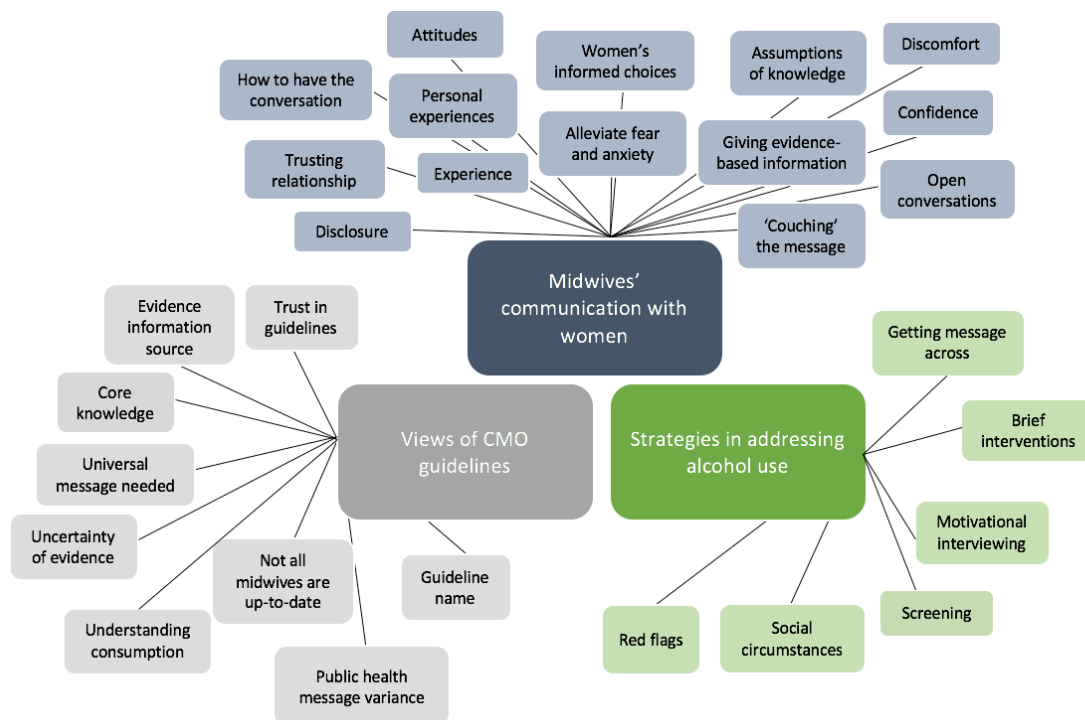 Attitudes
Women's
informed choices
Assumptions
of knowledge
Discomfort
How to have the
conversation
Personal
experiences
Alleviate fear
and anxiety
Giving evidence-
based information
Confidence
Trusting
relationship
Experience
Open
conversations
Disclosure
'Couching'
the message
Midwives'
communication with
women
Evidence
information
source
Trust in
guidelines
Core
knowledge
Universal
message needed
Uncertainty
of evidence
Understanding
consumption
Not all
midwives are
up-to-date
Public health
message variance
Guideline
name
Views of CMO
guidelines
Strategies in addressing
alcohol use
Getting message
across
Brief
interventions
Motivational
interviewing
Screening
Social
circumstances
Red flags